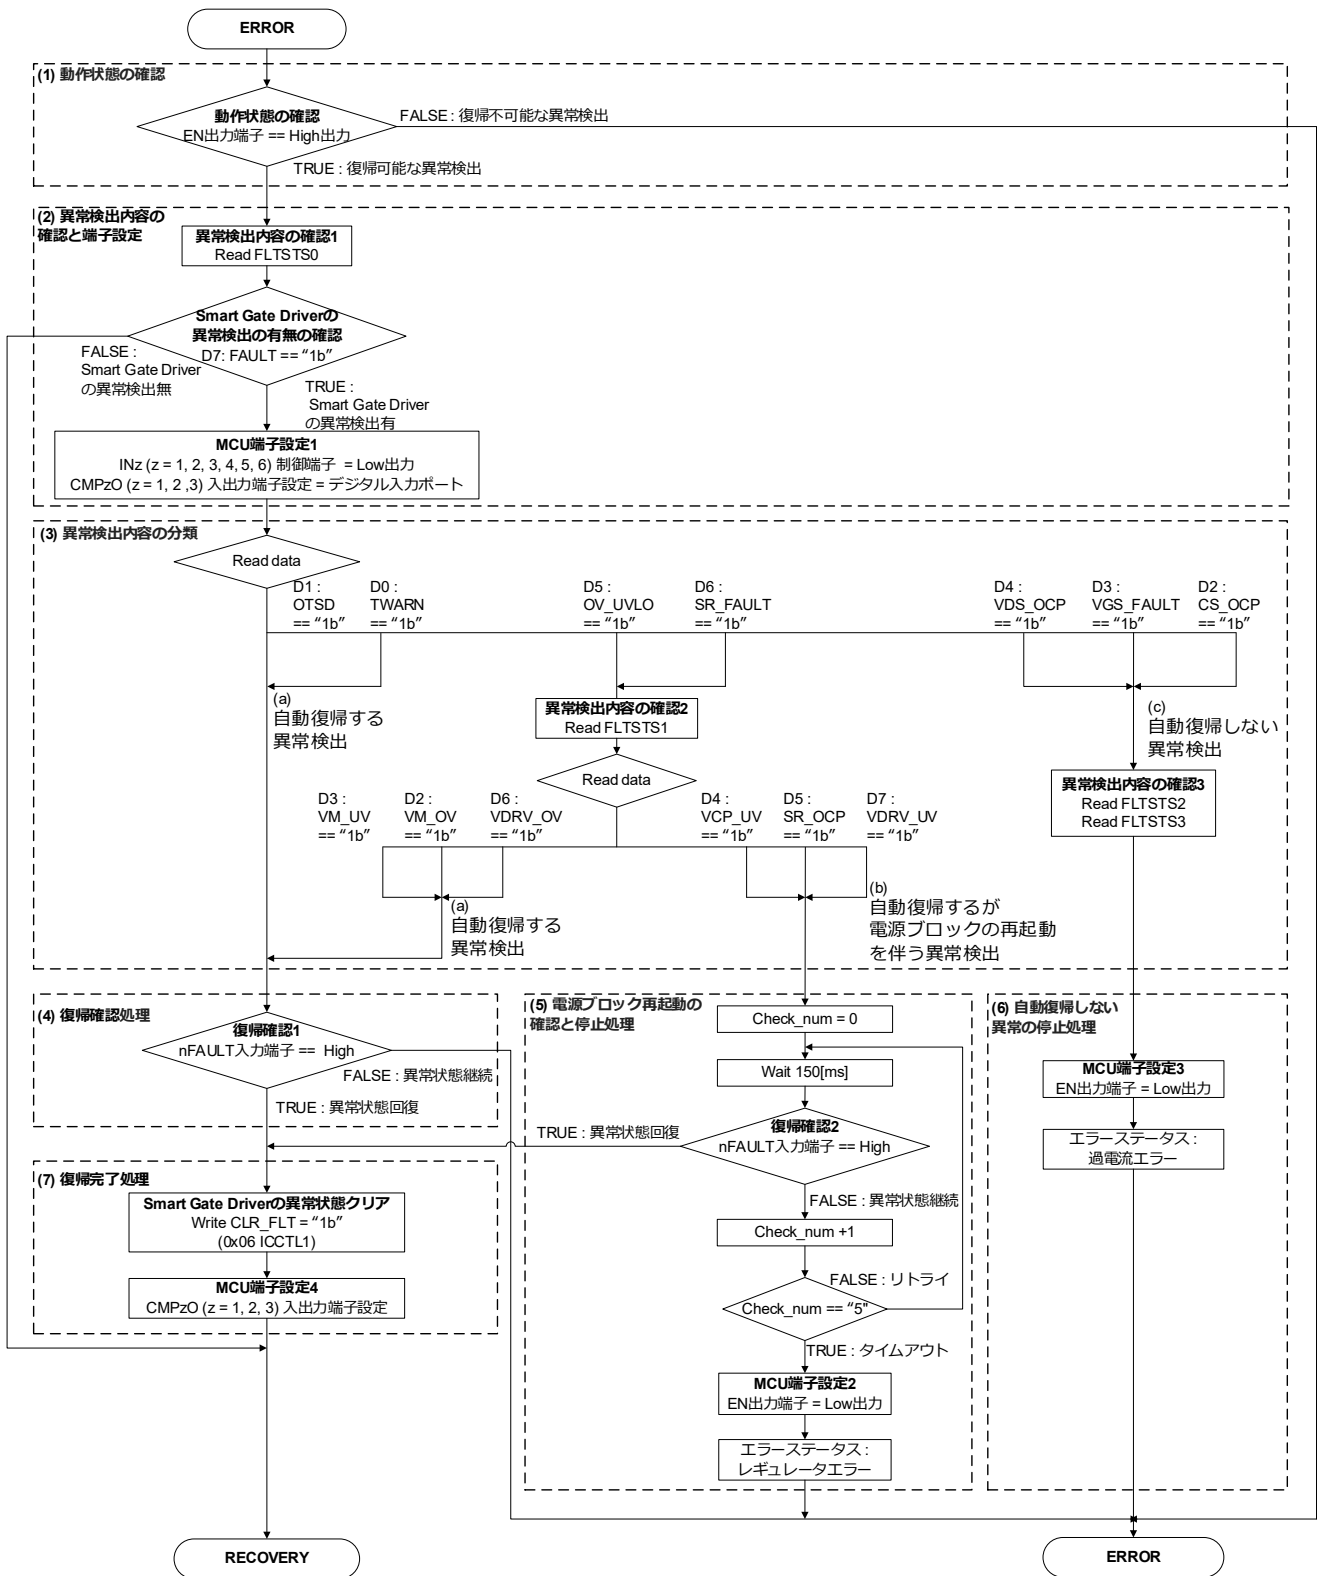 ERROR
(1) 動作状態の確認
動作状態の確認
EN出力端子 == High出力
FALSE : 復帰不可能な異常検出
TRUE : 復帰可能な異常検出
(2) 異常検出内容の
確認と端子設定
異常検出内容の確認1
Read FLTSTS0
Smart Gate Driverの
異常検出の有無の確認
D7: FAULT == “1b”
FALSE :
Smart Gate Driver
の異常検出無
TRUE :
Smart Gate Driver
の異常検出有
MCU端子設定1
INz (z = 1, 2, 3, 4, 5, 6) 制御端子 = Low出力
CMPzO (z = 1, 2 ,3) 入出力端子設定 = デジタル入力ポート
(3) 異常検出内容の分類
Read data
D1 :
OTSD
== “1b”
D0 :
TWARN
== “1b”
D5 :
OV_UVLO
== “1b”
D6 :
SR_FAULT
== “1b”
D4 :
VDS_OCP
== “1b”
D3 :
VGS_FAULT
== “1b”
D2 :
CS_OCP
== “1b”
(a)
自動復帰する
異常検出
異常検出内容の確認2
Read FLTSTS1
Read data
(c)
自動復帰しない
異常検出
異常検出内容の確認3
Read FLTSTS2
Read FLTSTS3
D3 :
VM_UV
== “1b”
D2 :
VM_OV
== “1b”
D6 :
VDRV_OV
== “1b”
D4 :
VCP_UV
== “1b”
D5 :
SR_OCP
== “1b”
D7 :
VDRV_UV
== “1b”
(a)
自動復帰する
異常検出
(b)
自動復帰するが
電源ブロックの再起動
を伴う異常検出
(4) 復帰確認処理
復帰確認1
nFAULT入力端子 == High
FALSE : 異常状態継続
TRUE : 異常状態回復
(5) 電源ブロック再起動の
確認と停止処理
Check_num = 0
Wait 150[ms]
復帰確認2
nFAULT入力端子 == High
TRUE : 異常状態回復
FALSE : 異常状態継続
Check_num +1
FALSE : リトライ
Check_num == “5"
TRUE : タイムアウト
MCU端子設定2
EN出力端子 = Low出力
エラーステータス :
レギュレータエラー
(6) 自動復帰しない
異常の停止処理
MCU端子設定3
EN出力端子 = Low出力
エラーステータス :
過電流エラー
(7) 復帰完了処理
Smart Gate Driverの異常状態クリア
Write CLR_FLT = “1b”
(0x06 ICCTL1)
MCU端子設定4
CMPzO (z = 1, 2, 3) 入出力端子設定
RECOVERY
ERROR